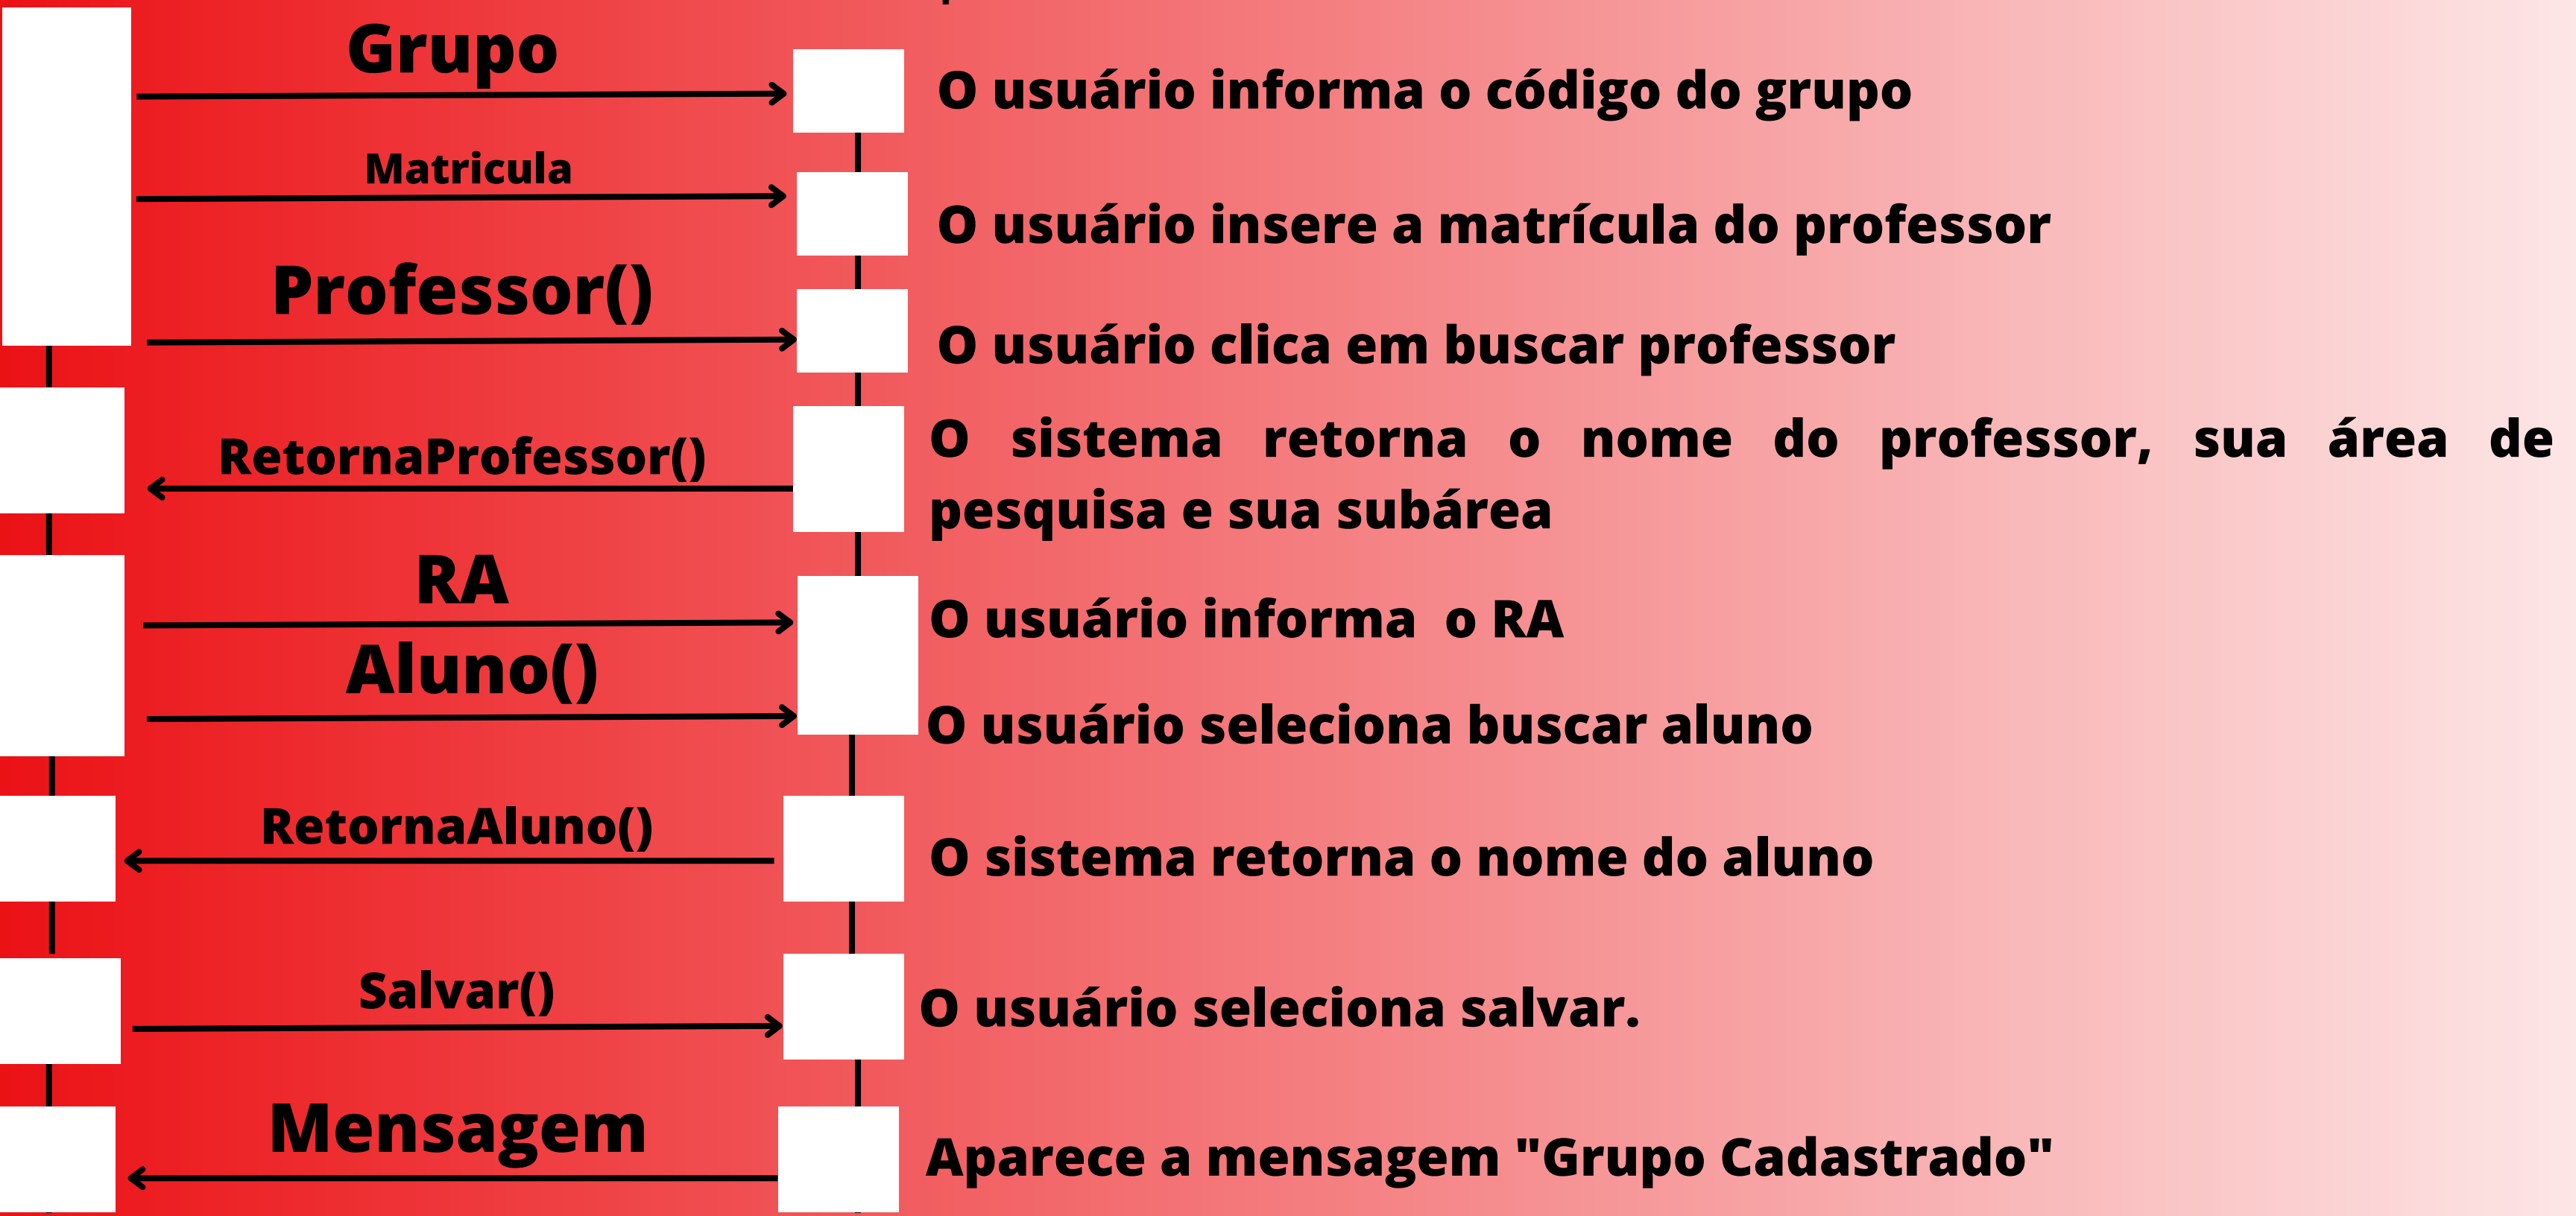 Grupo
O usuário informa o código do grupo
Matricula
O usuário insere a matrícula do professor
Professor()
O usuário clica em buscar professor
RetornaProfessor()
O sistema retorna o nome do professor, sua área de
pesquisa e sua subárea
RA
O usuário informa o RA
Aluno()
O usuário seleciona buscar aluno
RetornaAluno()
O sistema retorna o nome do aluno
Salvar()
O usuário seleciona salvar.
Mensagem
Aparece a mensagem "Grupo Cadastrado"